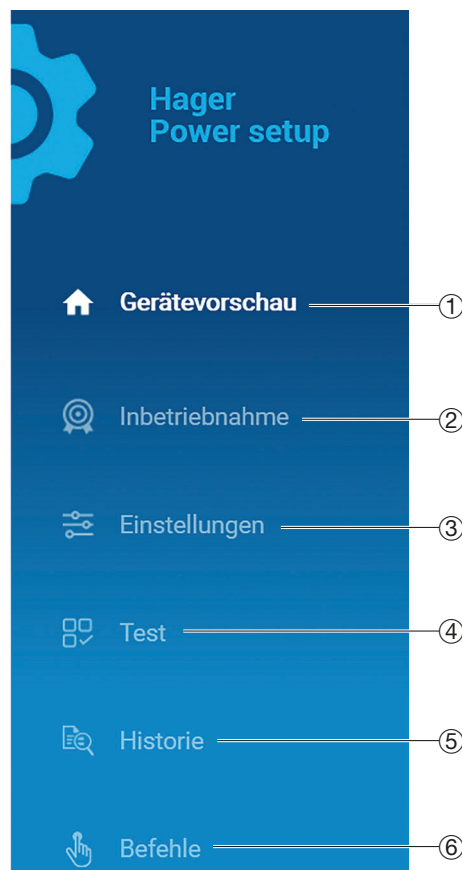 Hager
Power setup
Gerätevorschau ①
Inbetriebnahme ②
Einstellungen ③
Test ④
Historie ⑤
Befehle ⑥